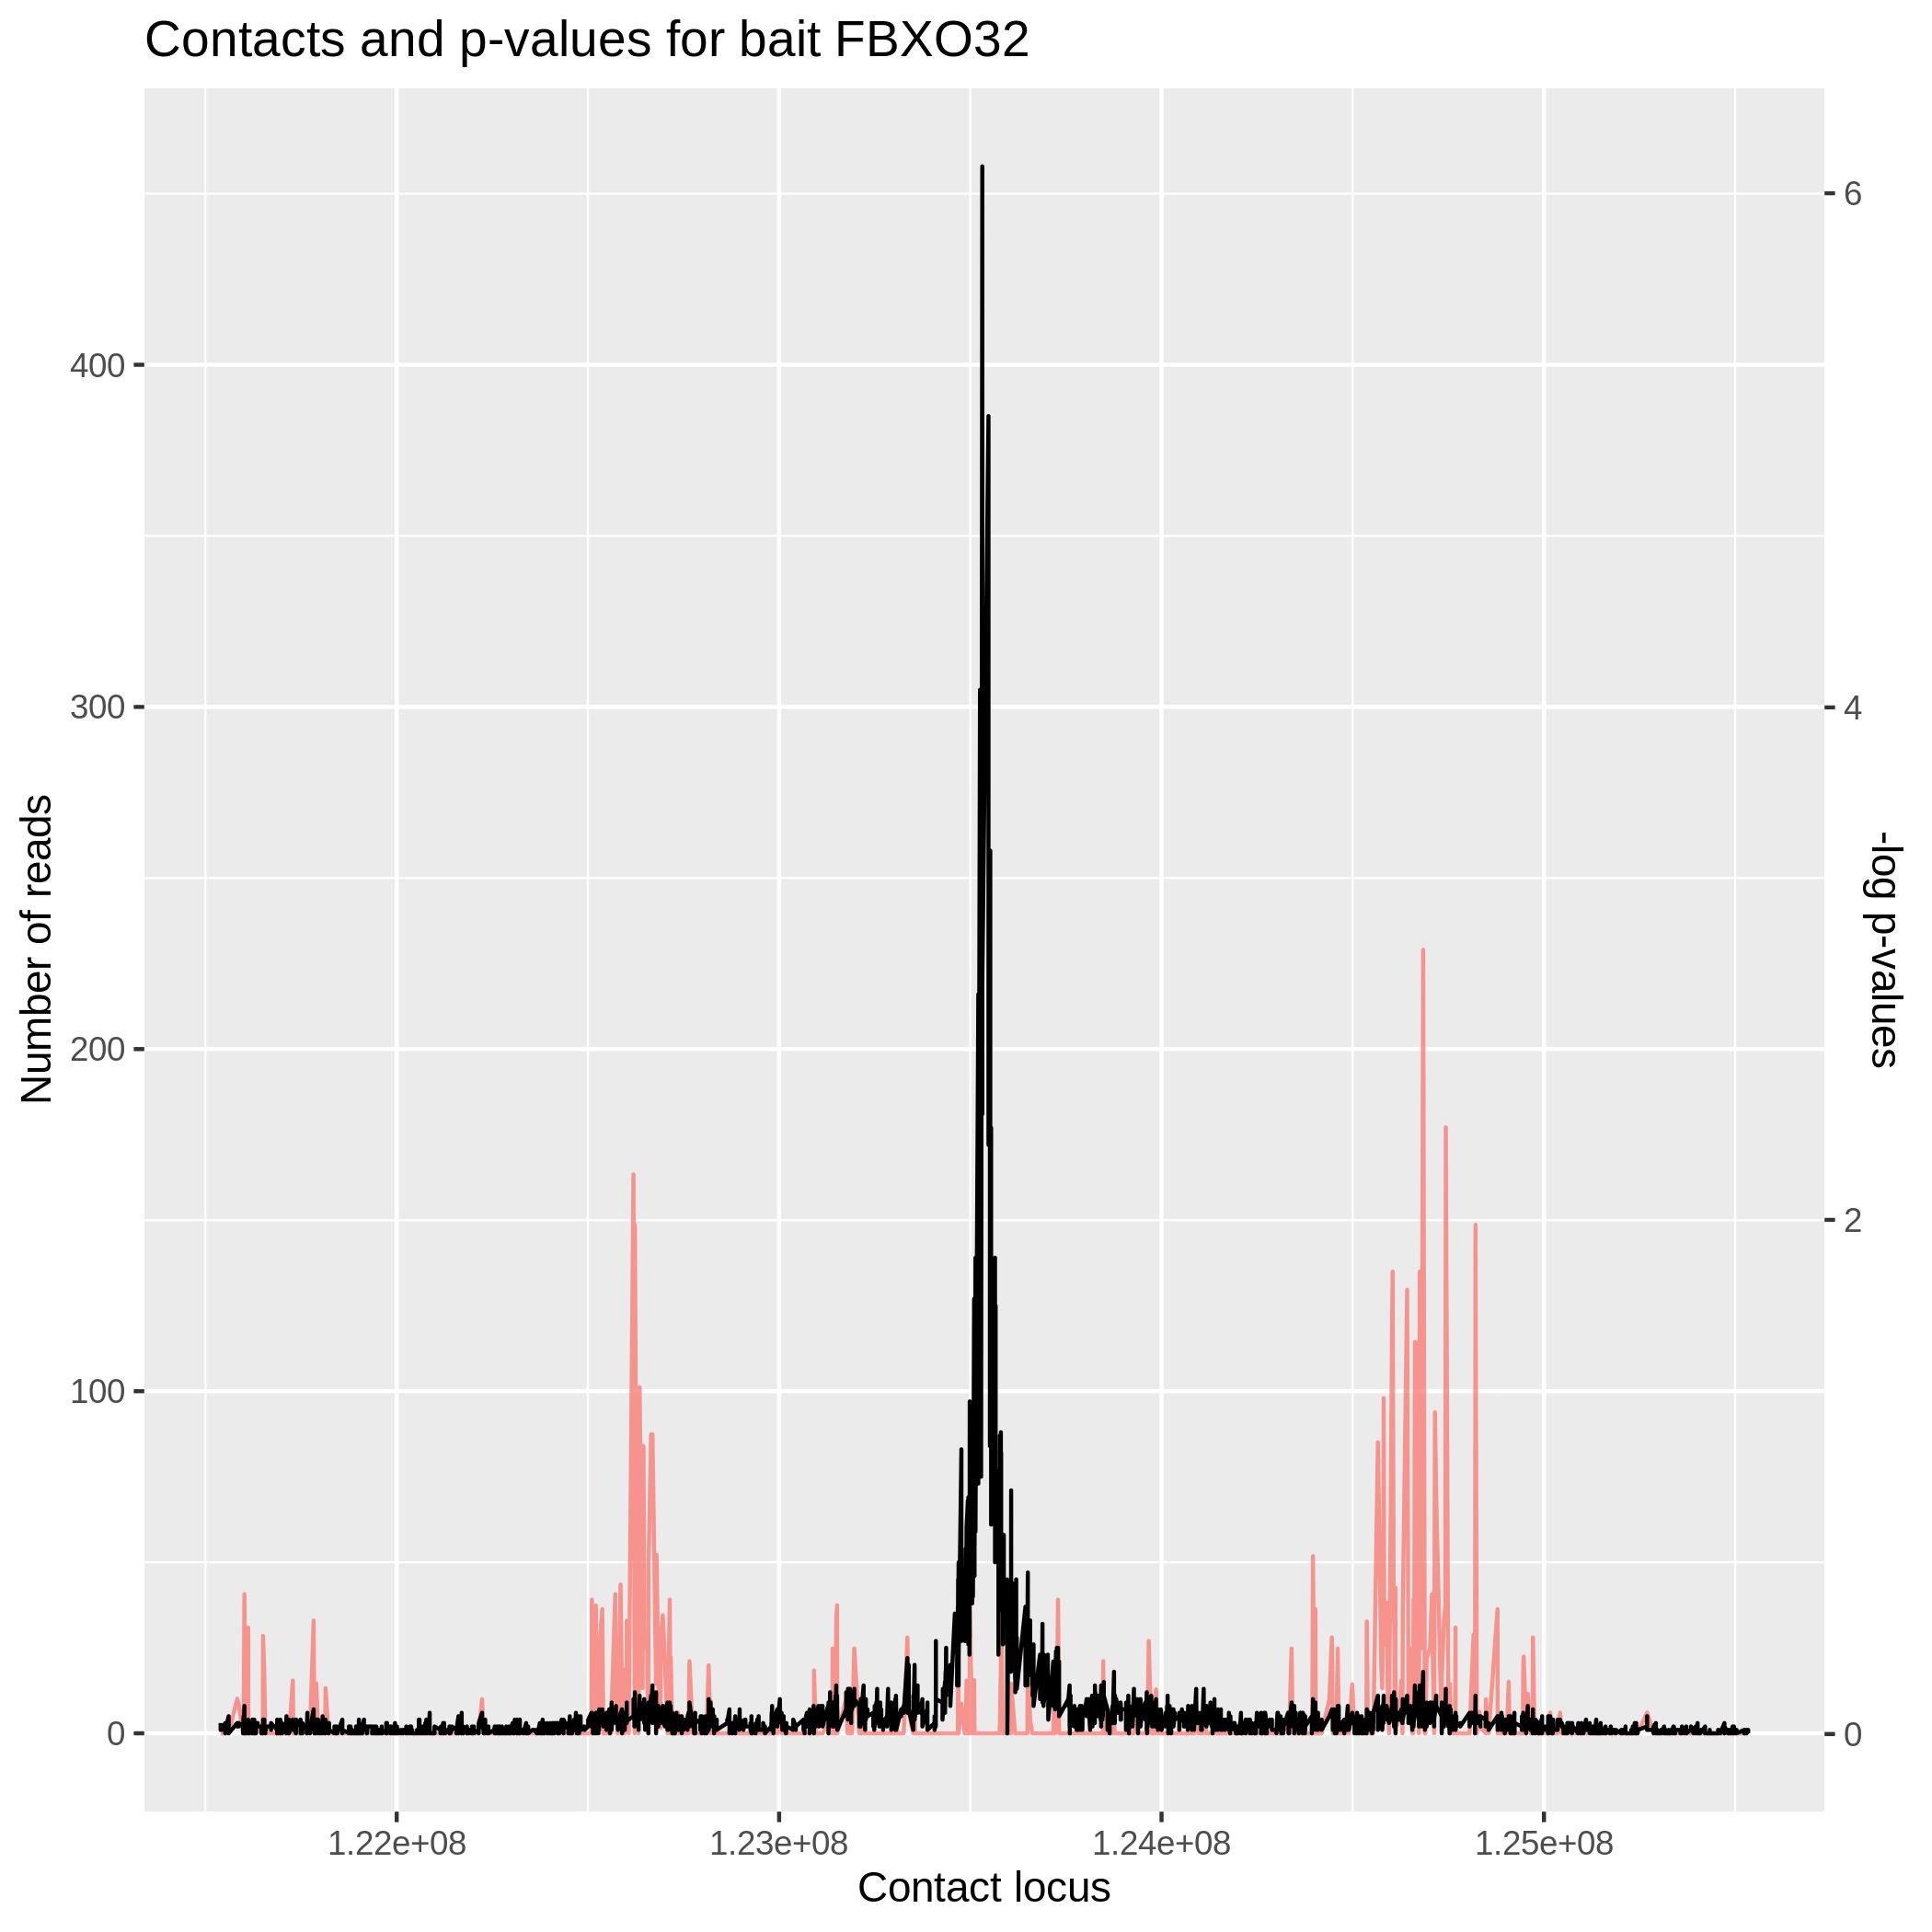 Contacts and p-values for bait FBXO32
Number of reads
400
300
200
100
0
6
4
2
0
-log p-values
1.22e+08
1.23e+08
1.24e+08
1.25e+08
Contact locus